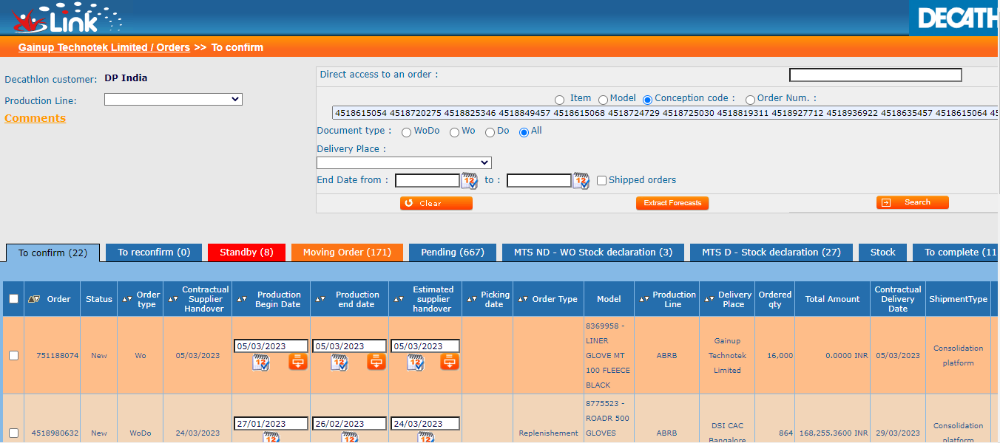 Link
DECATH
Gainup Technotek Limited / Orders >> To confirm
Decathlon customer: DP India
Production Line:
Comments
Direct access to an order :
Item Model Conception code : Order Num. :
4518615054 4518720275 4518825346 4518849457 4518615068 4518724729 4518725030 4518819311 4518927712 4518936922 4518635457 4518615064 45
Document type : WoDo Wo Do All
Delivery Place :
End Date from : to : Shipped orders
Clear Extract Forecasts Search
To confirm (22) To reconfirm (0) Standby (8) Moving Order (171) Pending (667) MTS ND - WO Stock declaration (3) MTS D - Stock declaration (27) Stock To complete (11
Order
Status
Order
type
Contractual
Supplier
Handover
Production
Begin Date
Production
end date
Estimated
supplier
handover
Picking
date
Order Type
Model
Production
Line
Delivery
Place
Ordered
qty
Total Amount
Contractual
Delivery
Date
ShipmentType
751188074
New
Wo
05/03/2023
05/03/2023
12
05/03/2023
12
05/03/2023
12
8369958 -
LINER
GLOVE MT
100 FLEECE
BLACK
ABRB
Gainup
Technotek
Limited
16,000
0.0000 INR
05/03/2023
Consolidation
platform
4518980632
New
WoDo
24/03/2023
27/01/2023
12
26/02/2023
12
24/03/2023
12
Replenishement
8775523 -
ROADR 500
GLOVES
ABRB
DSI CAC
Bangalore
864
168,255.3600 INR
29/03/2023
Consolidation
platform